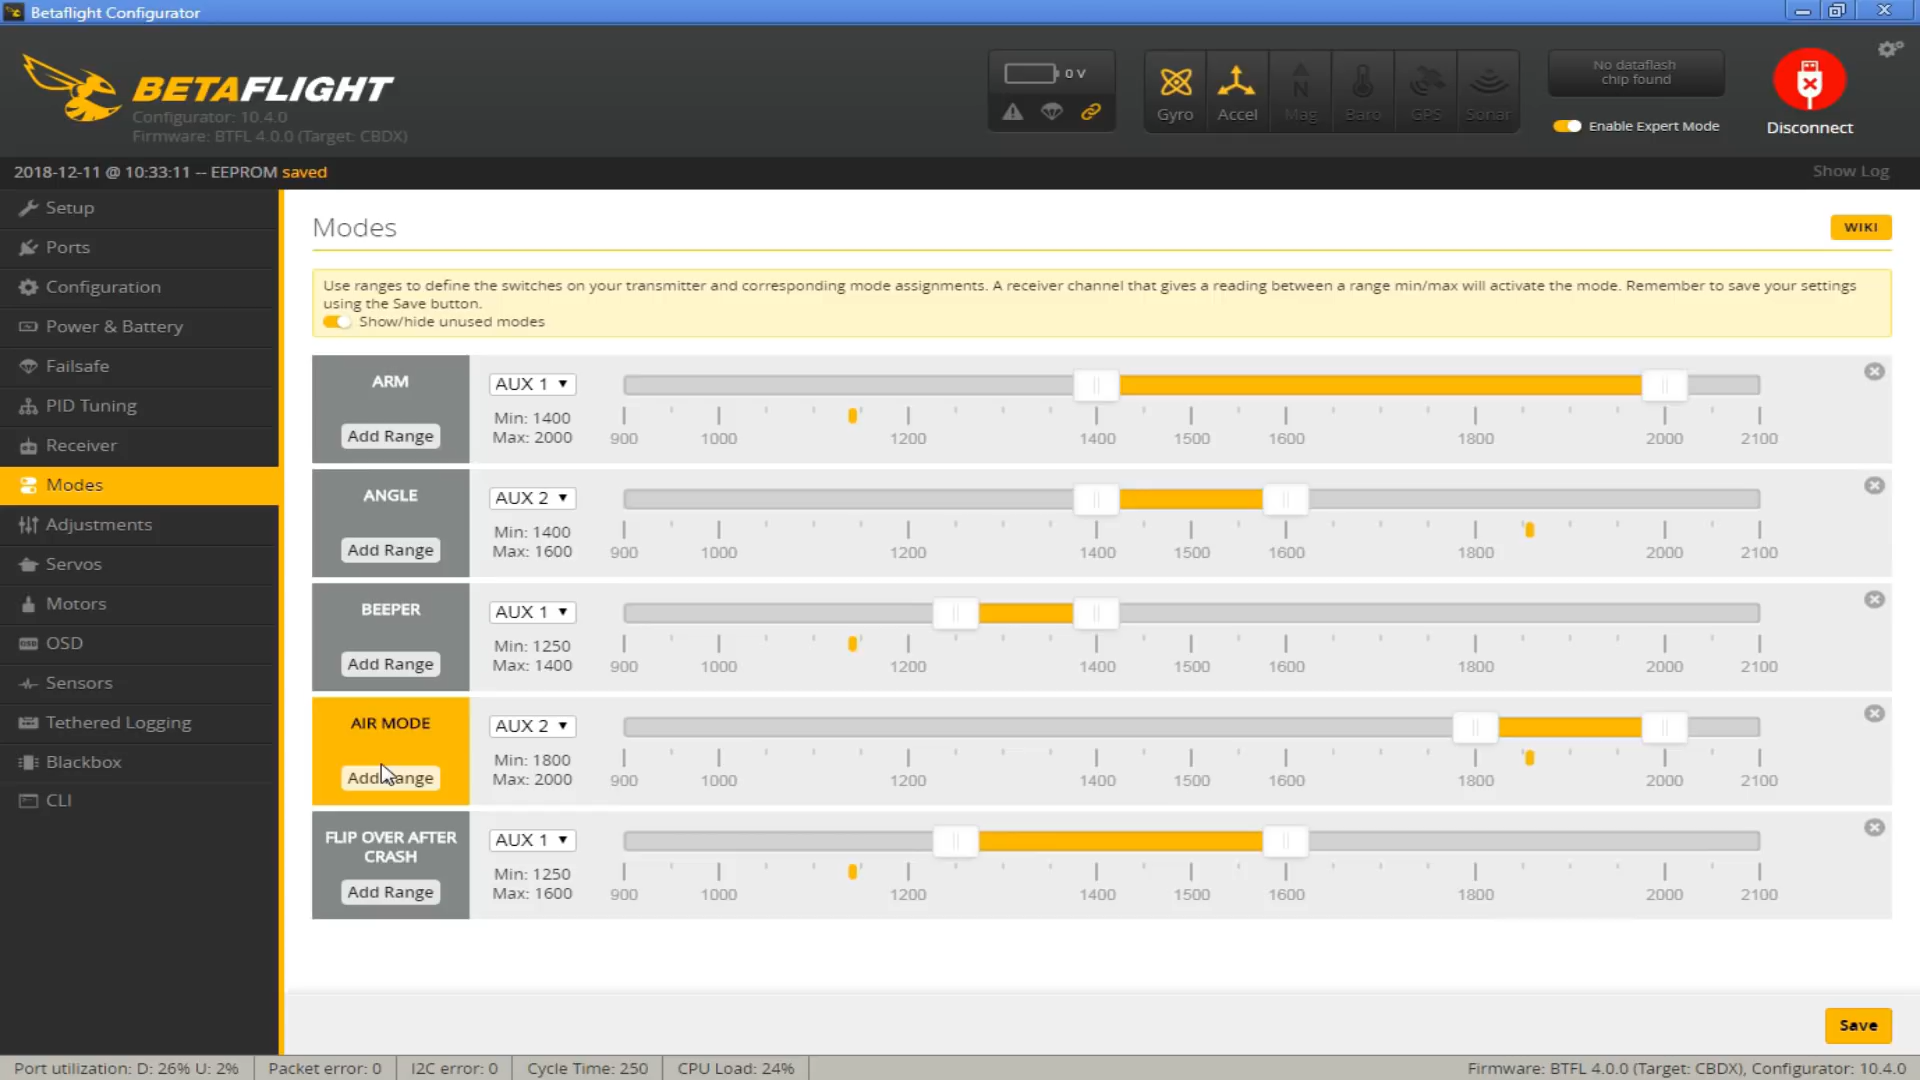 Betaflight Configurator
BETAFLIGHT
Configurator: 10.4.0
Firmware: BTFL 4.0.0 (Target: CBDX)
0 V
Gyro
Accel
Mag
Baro
GPS
Sonar
No dataflash
chip found
Enable Expert Mode
Disconnect
2018-12-11 @ 10:33:11 -- EEPROM saved
Show Log
Setup
Ports
Configuration
Power & Battery
Failsafe
PID Tuning
Receiver
Modes
Adjustments
Servos
Motors
OSD
Sensors
Tethered Logging
Blackbox
CLI
Modes
WIKI
Use ranges to define the switches on your transmitter and corresponding mode assignments. A receiver channel that gives a reading between a range min/max will activate the mode. Remember to save your settings
using the Save button.
Show/hide unused modes
ARM
Add Range
AUX 1
Min: 1400
Max: 2000
900 1000 1200 1400 1500 1600 1800 2000 2100
ANGLE
Add Range
AUX 2
Min: 1400
Max: 1600
900 1000 1200 1400 1500 1600 1800 2000 2100
BEEPER
Add Range
AUX 1
Min: 1250
Max: 1400
900 1000 1200 1400 1500 1600 1800 2000 2100
AIR MODE
Add Range
AUX 2
Min: 1800
Max: 2000
900 1000 1200 1400 1500 1600 1800 2000 2100
FLIP OVER AFTER
CRASH
Add Range
AUX 1
Min: 1250
Max: 1600
900 1000 1200 1400 1500 1600 1800 2000 2100
Save
Port utilization: D: 26% U: 2%
Packet error: 0
I2C error: 0
Cycle Time: 250
CPU Load: 24%
Firmware: BTFL 4.0.0 (Target: CBDX), Configurator: 10.4.0